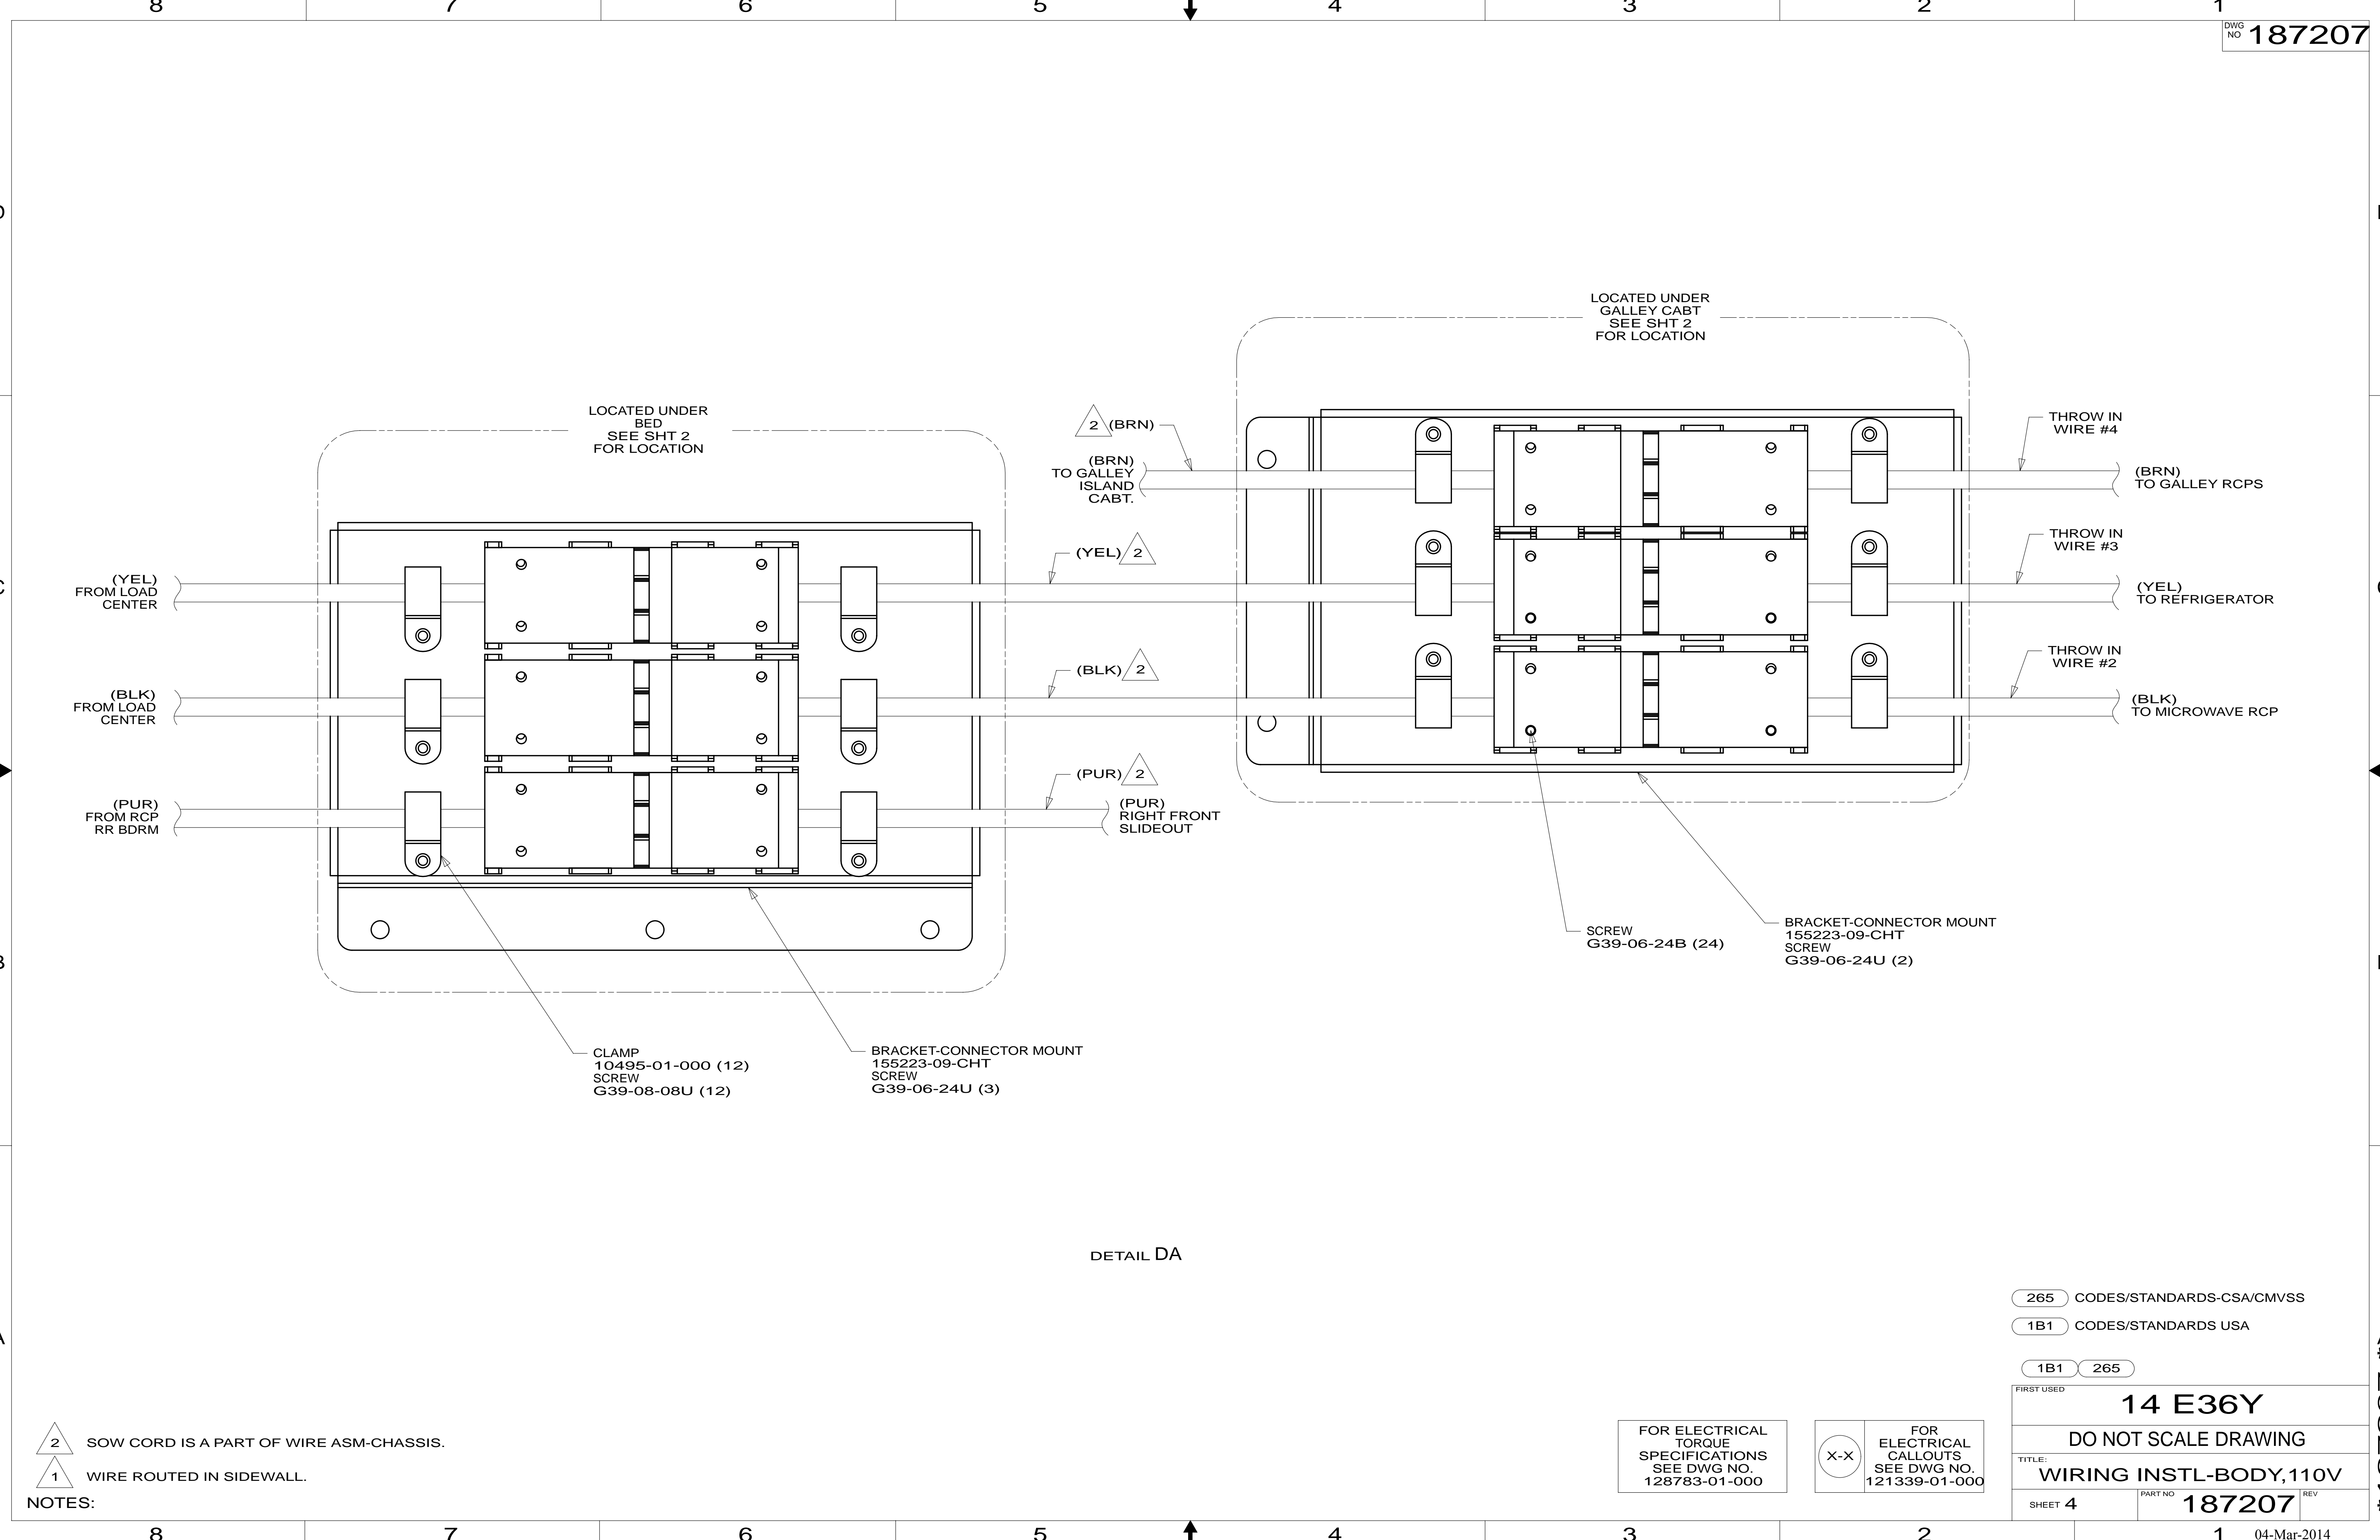 8 7 6 5 4 3 2 1
DWG
NO 187207
LOCATED UNDER
GALLEY CABT
SEE SHT 2
FOR LOCATION
LOCATED UNDER
BED
SEE SHT 2
FOR LOCATION
2 (BRN)
(BRN)
TO GALLEY
ISLAND
CABT.
THROW IN
WIRE #4
(BRN)
TO GALLEY RCPS
(YEL) 2
THROW IN
WIRE #3
(YEL)
FROM LOAD
CENTER
(YEL)
TO REFRIGERATOR
(BLK) 2
THROW IN
WIRE #2
(BLK)
FROM LOAD
CENTER
(BLK)
TO MICROWAVE RCP
(PUR) 2
(PUR)
FROM RCP
RR BDRM
(PUR)
RIGHT FRONT
SLIDEOUT
SCREW
G39-06-24B (24)
BRACKET-CONNECTOR MOUNT
155223-09-CHT
SCREW
G39-06-24U (2)
CLAMP
10495-01-000 (12)
SCREW
G39-08-08U (12)
BRACKET-CONNECTOR MOUNT
155223-09-CHT
SCREW
G39-06-24U (3)
DETAIL DA
265 CODES/STANDARDS-CSA/CMVSS
1B1 CODES/STANDARDS USA
1B1 265
FIRST USED
14 E36Y
DO NOT SCALE DRAWING
TITLE:
WIRING INSTL-BODY,110V
SHEET 4
PART NO 187207
REV
FOR ELECTRICAL
TORQUE
SPECIFICATIONS
SEE DWG NO.
128783-01-000
X-X
FOR
ELECTRICAL
CALLOUTS
SEE DWG NO.
121339-01-000
2 SOW CORD IS A PART OF WIRE ASM-CHASSIS.
1 WIRE ROUTED IN SIDEWALL.
NOTES:
8 7 6 5 4 3 2 1
04-Mar-2014